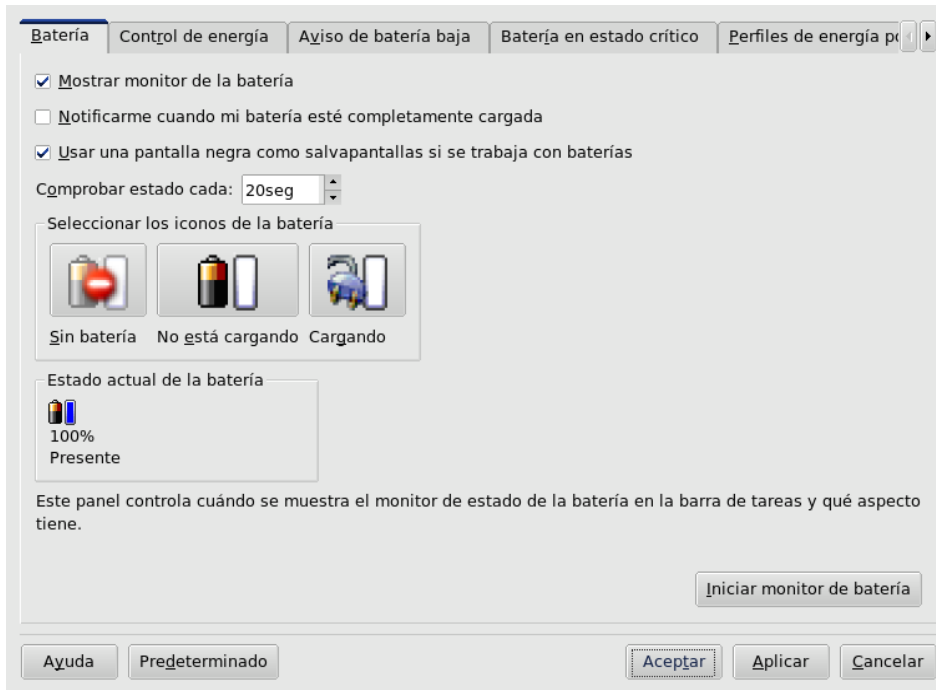 Batería
Control de energía
Aviso de batería baja
Batería en estado crítico
Perfiles de energía
Mostrar monitor de la batería
Notificarme cuando mi batería esté completamente cargada
Usar una pantalla negra como salvapantallas si se trabaja con baterías
Comprobar estado cada: 20seg
Seleccionar los iconos de la batería
Sin batería
No está cargando
Cargando
Estado actual de la batería
100%
Presente
Este panel controla cuándo se muestra el monitor de estado de la batería en la barra de tareas y qué aspecto
tiene.
Iniciar monitor de batería
Ayuda
Predeterminado
Aceptar
Aplicar
Cancelar